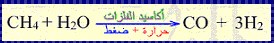 CH₄ + H₂O أكاسيد الفلزات حرارة + ضغط CO + 3H₂